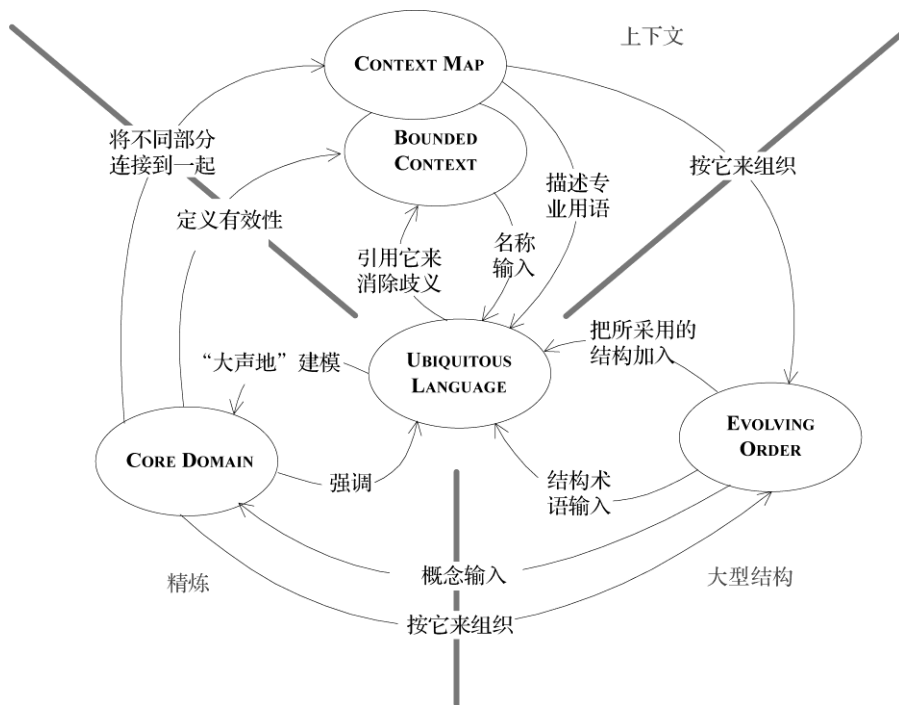 上下文
CONTEXT MAP
将不同部分
连接到一起
BOUNDED
CONTEXT
按它来组织
描述专
业用语
定义有效性
名称
输入
引用它来
消除歧义
把所采用的
结构加入
“大声地”建模
UBIQUITOUS
LANGUAGE
EVOLVING
ORDER
CORE DOMAIN
强调
结构术
语输入
精炼
概念输入
大型结构
按它来组织